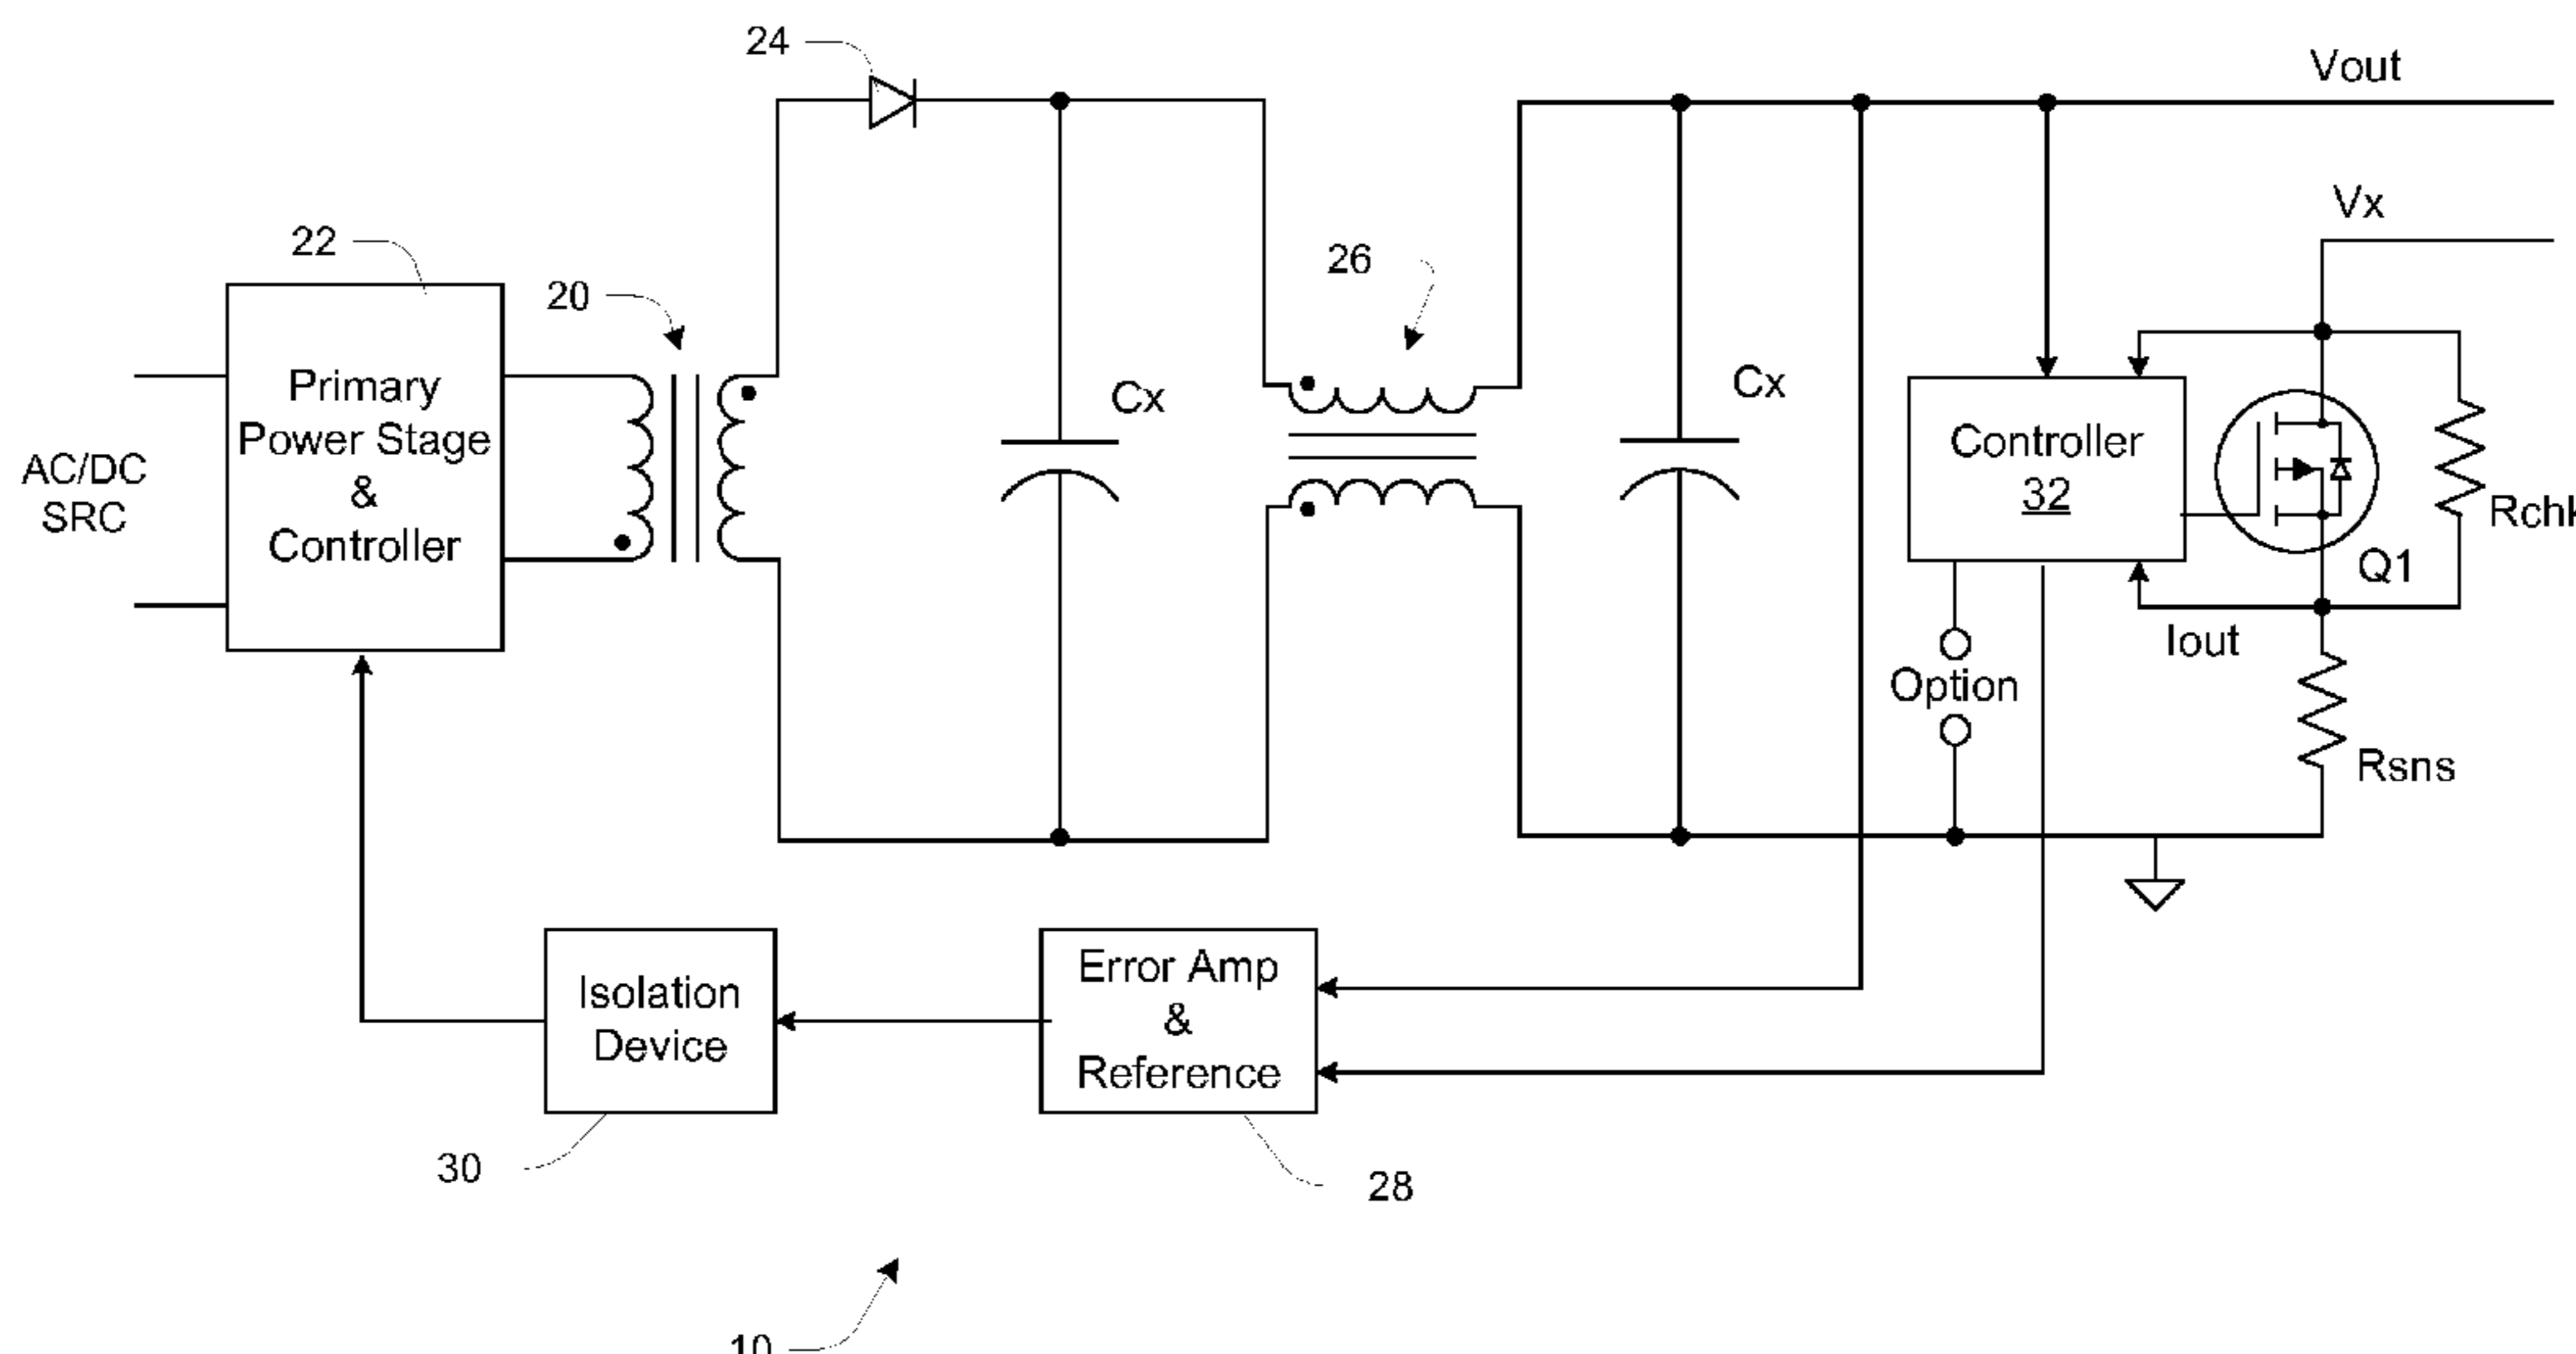 24
Vout
Vx
22
26
20
Cx
Cx
Primary
Power Stage
&
Controller
AC/DC
SRC
Controller
32
Rchk
Q1
Iout
Option
Rsns
Error Amp
&
Reference
Isolation
Device
30
28
10